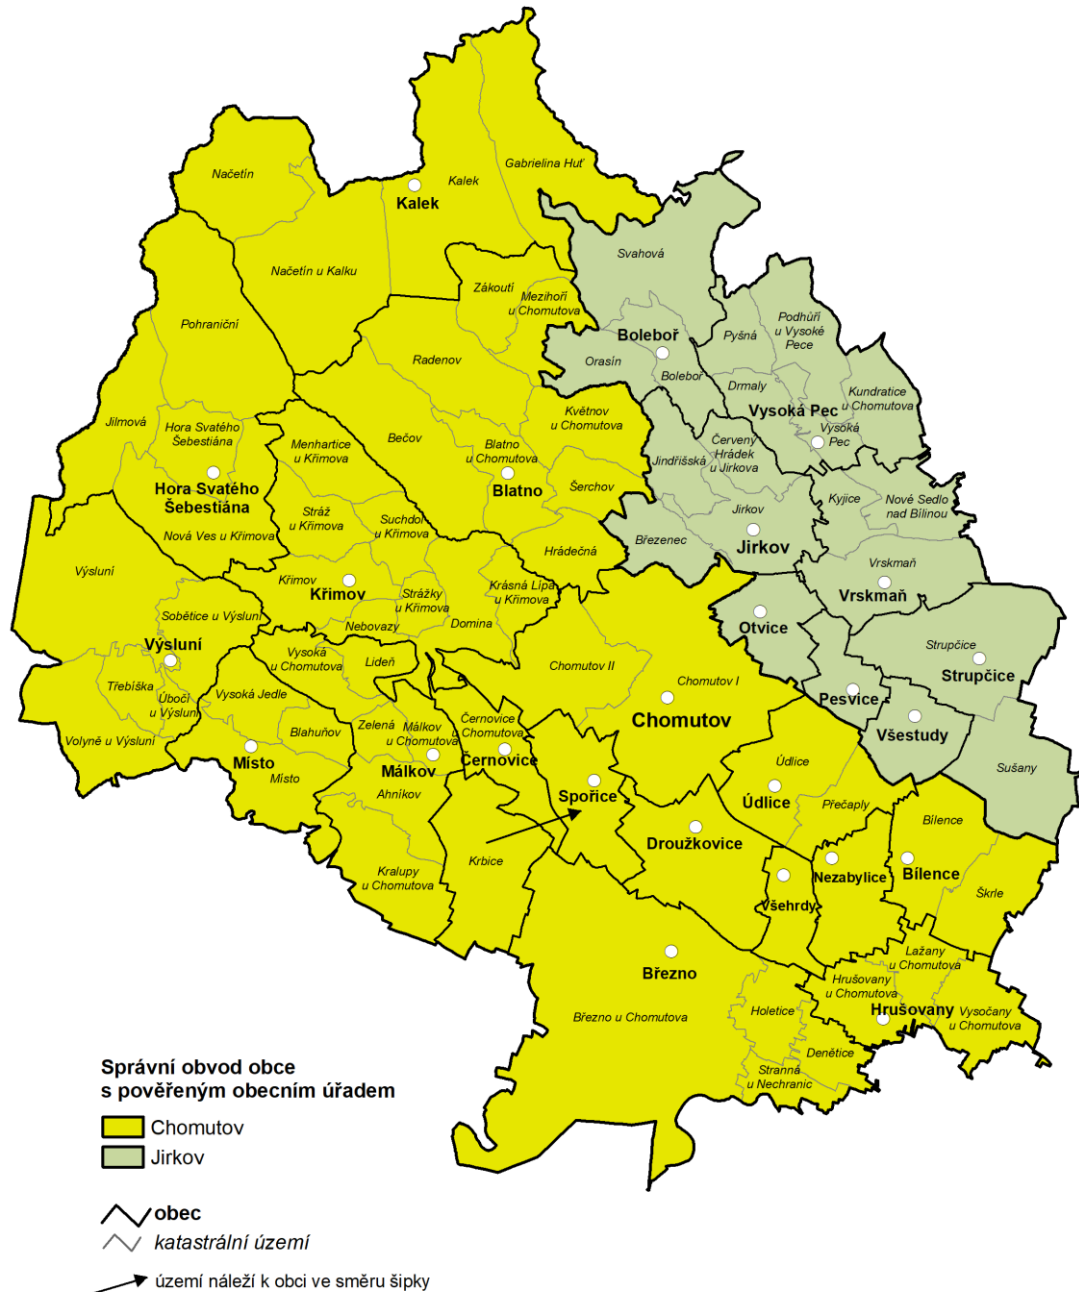 Načetín
Kalek
Gabrielina Huť
Kalek
Načetín u Kalku
Svahová
Zákoutí
Mezihoří
u Chomutova
Pohraniční
Podhůří
u Vysoké
Pece
Pyšná
Boleboř
Radenov
Orasín
Boleboř
Drmaly
Kundratice
u Chomutova
Vysoká Pec
Vysoká
Pec
Jilmová
Hora Svatého
Šebestiána
Menhartice
u Křimova
Bečov
Květnov
u Chomutova
Blatno
u Chomutova
Červený
Hrádek
u Jirkova
Jindřišská
Hora Svatého
Šebestiána
Blatno
Šerchov
Kyjice
Nové Sedlo
nad Bílinou
Stráž
u Křimova
Suchdol
u Křimova
Jirkov
Nová Ves u Křimova
Hrádečná
Březenec
Jirkov
Výsluní
Vrskmaň
Křimov
Křimov
Strážky
u Křimova
Krásná Lípa
u Křimova
Vrskmaň
Sobětice u Výsluní
Nebovazy
Domina
Otvice
Výsluní
Vysoká
u Chomutova
Lideň
Chomutov II
Strupčice
Strupčice
Třebíška
Úbočí
u Výsluní
Vysoká Jedle
Chomutov I
Pesvice
Chomutov
Volyně u Výsluní
Blahuňov
Zelená
Málkov
u Chomutova
Černovice
u Chomutova
Všestudy
Sušany
Místo
Místo
Málkov
Černovice
Údlice
Ahníkov
Spořice
Údlice
Přečaply
Bílence
Droužkovice
Krbice
Kralupy
u Chomutova
Nezabylice
Bílence
Škrle
Všehrdy
Březno
Lažany
u Chomutova
Hrušovany
u Chomutova
Hrušovany
Vysočany
u Chomutova
Březno u Chomutova
Holetice
Denětice
Stranná
u Nechranic
Správní obvod obce
s pověřeným obecním úřadem
Chomutov
Jirkov
obec
katastrální území
území náleží k obci ve směru šipky